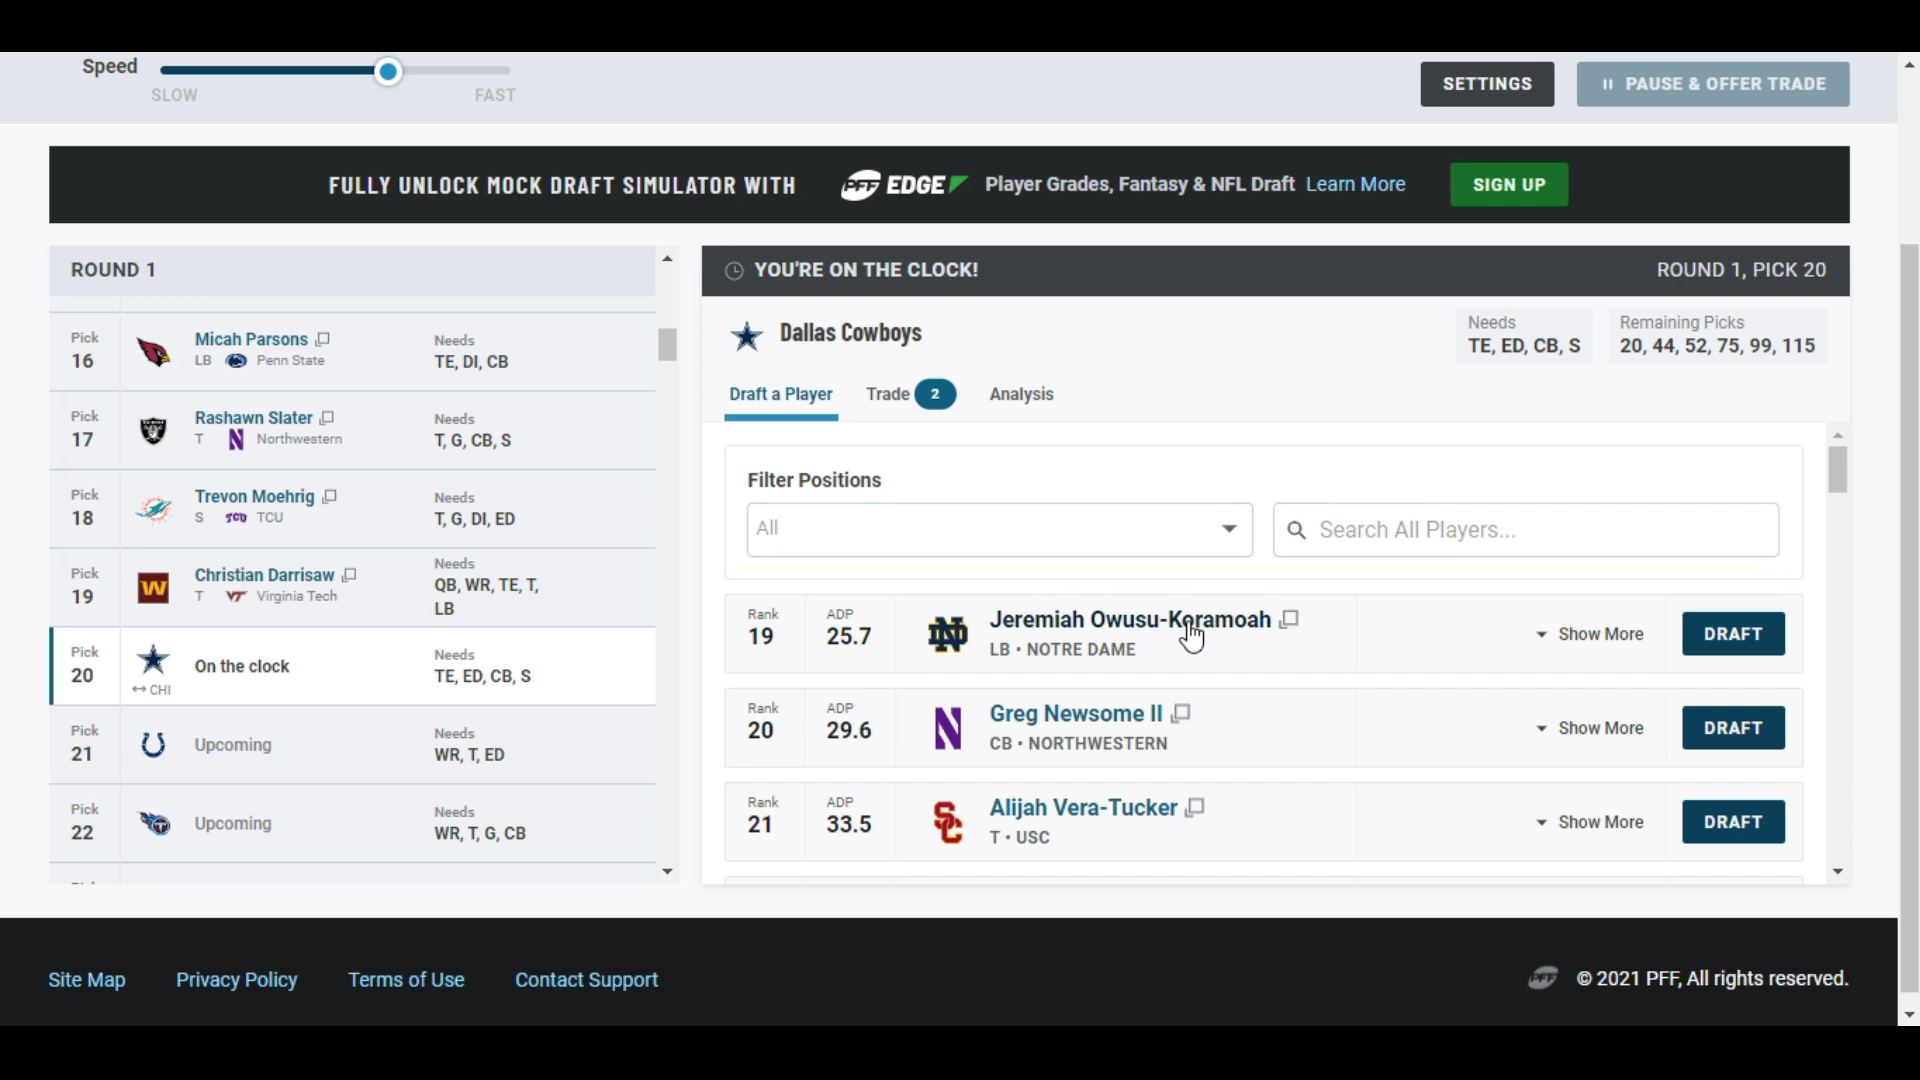 Speed
SLOW FAST
SETTINGS
PAUSE & OFFER TRADE
FULLY UNLOCK MOCK DRAFT SIMULATOR WITH PFF EDGE Player Grades, Fantasy & NFL Draft Learn More SIGN UP
ROUND 1
Pick 16
Micah Parsons
LB Penn State
Needs
TE, DI, CB
Pick 17
Rashawn Slater
T N Northwestern
Needs
T, G, CB, S
Pick 18
Trevon Moehrig
S TCU TCU
Needs
T, G, DI, ED
Pick 19
W
Christian Darrisaw
T VT Virginia Tech
Needs
QB, WR, TE, T,
LB
Pick 20
CHI
On the clock
Needs
TE, ED, CB, S
Pick 21
Upcoming
Needs
WR, T, ED
Pick 22
Upcoming
Needs
WR, T, G, CB
YOU'RE ON THE CLOCK! ROUND 1, PICK 20
Dallas Cowboys
Needs
TE, ED, CB, S
Remaining Picks
20, 44, 52, 75, 99, 115
Draft a Player Trade 2 Analysis
Filter Positions
All
Search All Players...
Rank 19
ADP 25.7
ND
Jeremiah Owusu-Koramoah
LB • NOTRE DAME
Show More
DRAFT
Rank 20
ADP 29.6
N
Greg Newsome II
CB • NORTHWESTERN
Show More
DRAFT
Rank 21
ADP 33.5
SC
Alijah Vera-Tucker
T • USC
Show More
DRAFT
Site Map Privacy Policy Terms of Use Contact Support
PFF © 2021 PFF, All rights reserved.